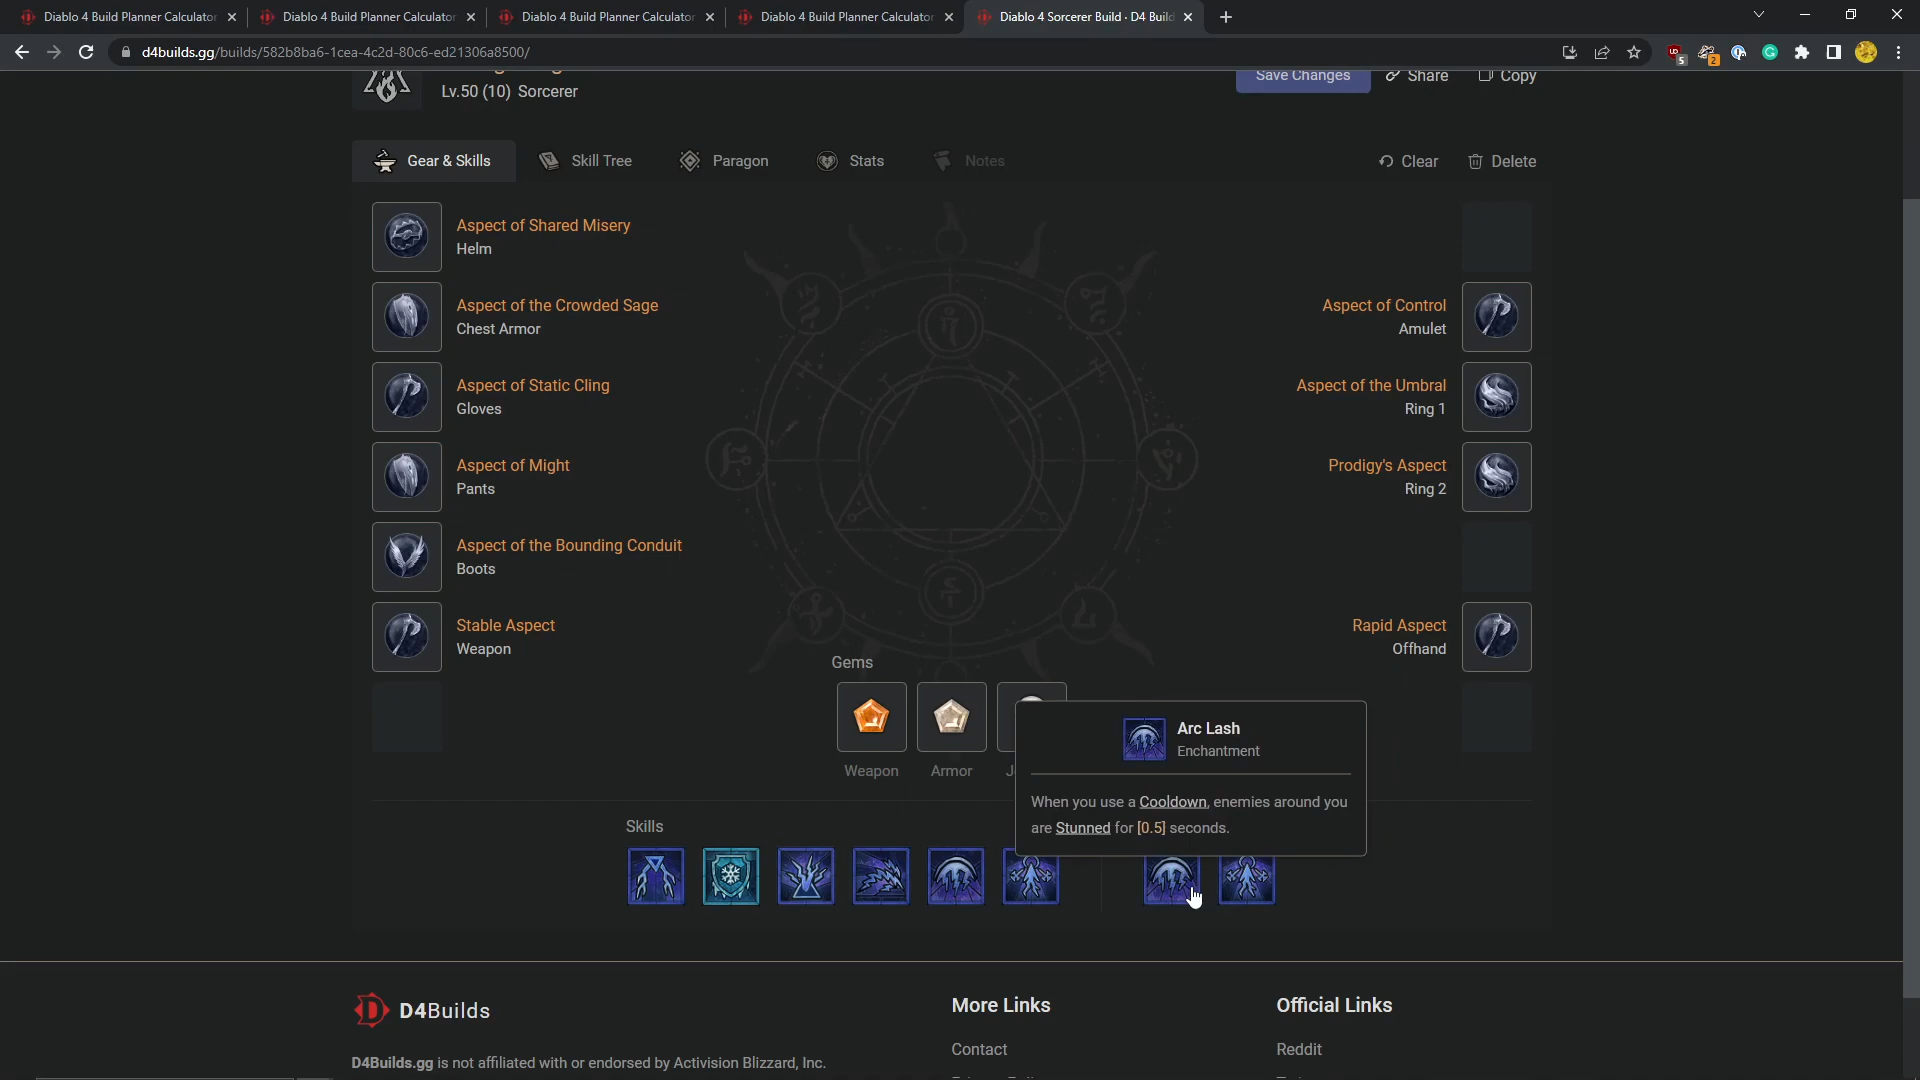 Diablo 4 Build Planner Calculator
Diablo 4 Build Planner Calculator
Diablo 4 Build Planner Calculator
Diablo 4 Build Planner Calculator
Diablo 4 Sorcerer Build · D4 Build
d4builds.gg/builds/582b8ba6-1cea-4c2d-80c6-ed21306a8500/
5
2
Lv.50 (10) Sorcerer
Save Changes
Share
Copy
Gear & Skills
Skill Tree
Paragon
Stats
Notes
Clear
Delete
Aspect of Shared Misery
Helm
Aspect of the Crowded Sage
Chest Armor
Aspect of Control
Amulet
Aspect of Static Cling
Gloves
Aspect of the Umbral
Ring 1
Aspect of Might
Pants
Prodigy's Aspect
Ring 2
Aspect of the Bounding Conduit
Boots
Stable Aspect
Weapon
Rapid Aspect
Offhand
Gems
Weapon
Armor
Arc Lash
Enchantment
When you use a Cooldown, enemies around you
are Stunned for [0.5] seconds.
Skills
D4Builds
D4Builds.gg is not affiliated with or endorsed by Activision Blizzard, Inc.
More Links
Contact
Official Links
Reddit